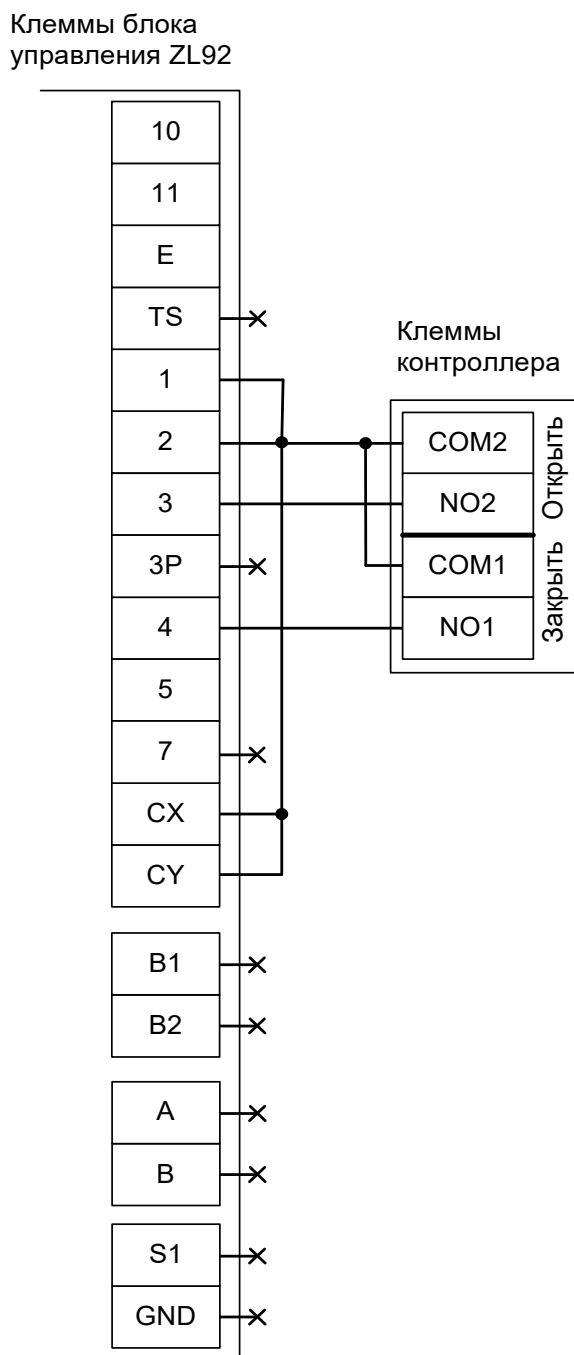 Клеммы блока
управления ZL92
10
11
E
TS
1
2
3
3P
4
5
7
CX
CY
B1
B2
A
B
S1
GND
Клеммы
контроллера
COM2
NO2
Открыть
COM1
NO1
Закрыть